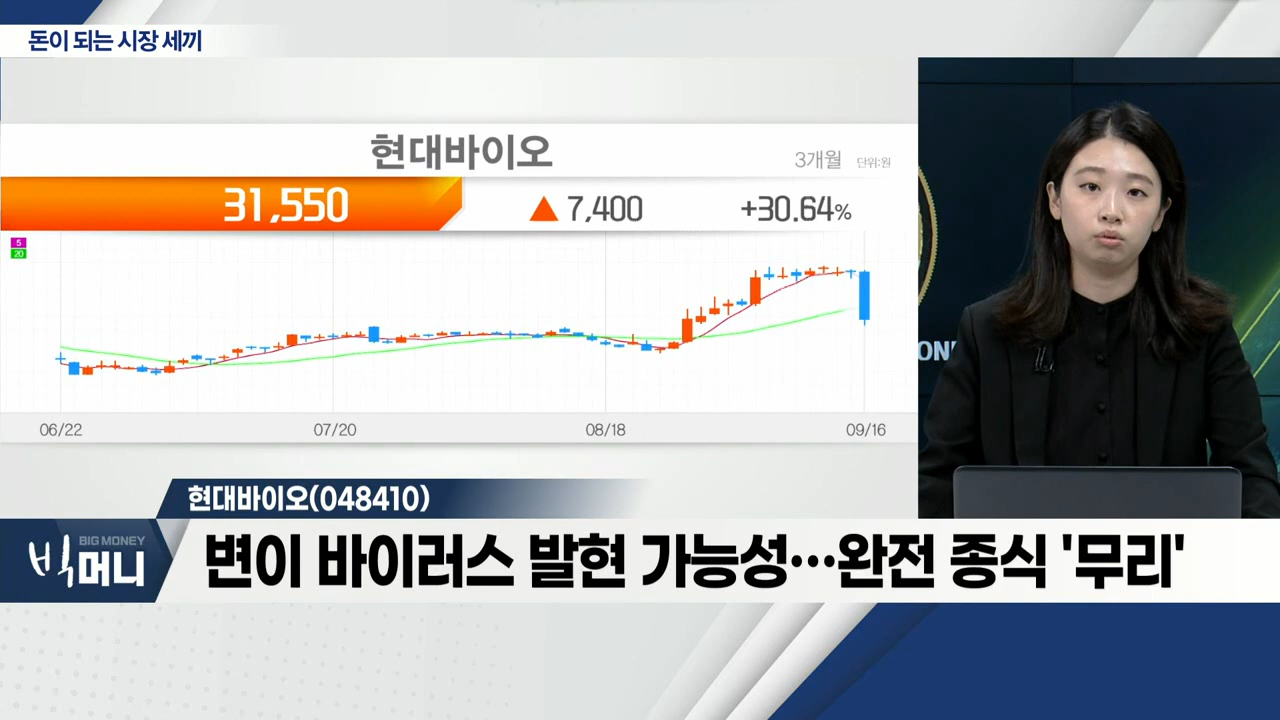 돈이 되는 시장 세끼
현대바이오
3개월 단위:원
31,550 ▲ 7,400 +30.64%
5
20
06/22 07/20 08/18 09/16
현대바이오(048410)
BIG MONEY
빅머니
변이 바이러스 발현 가능성…완전 종식 '무리'